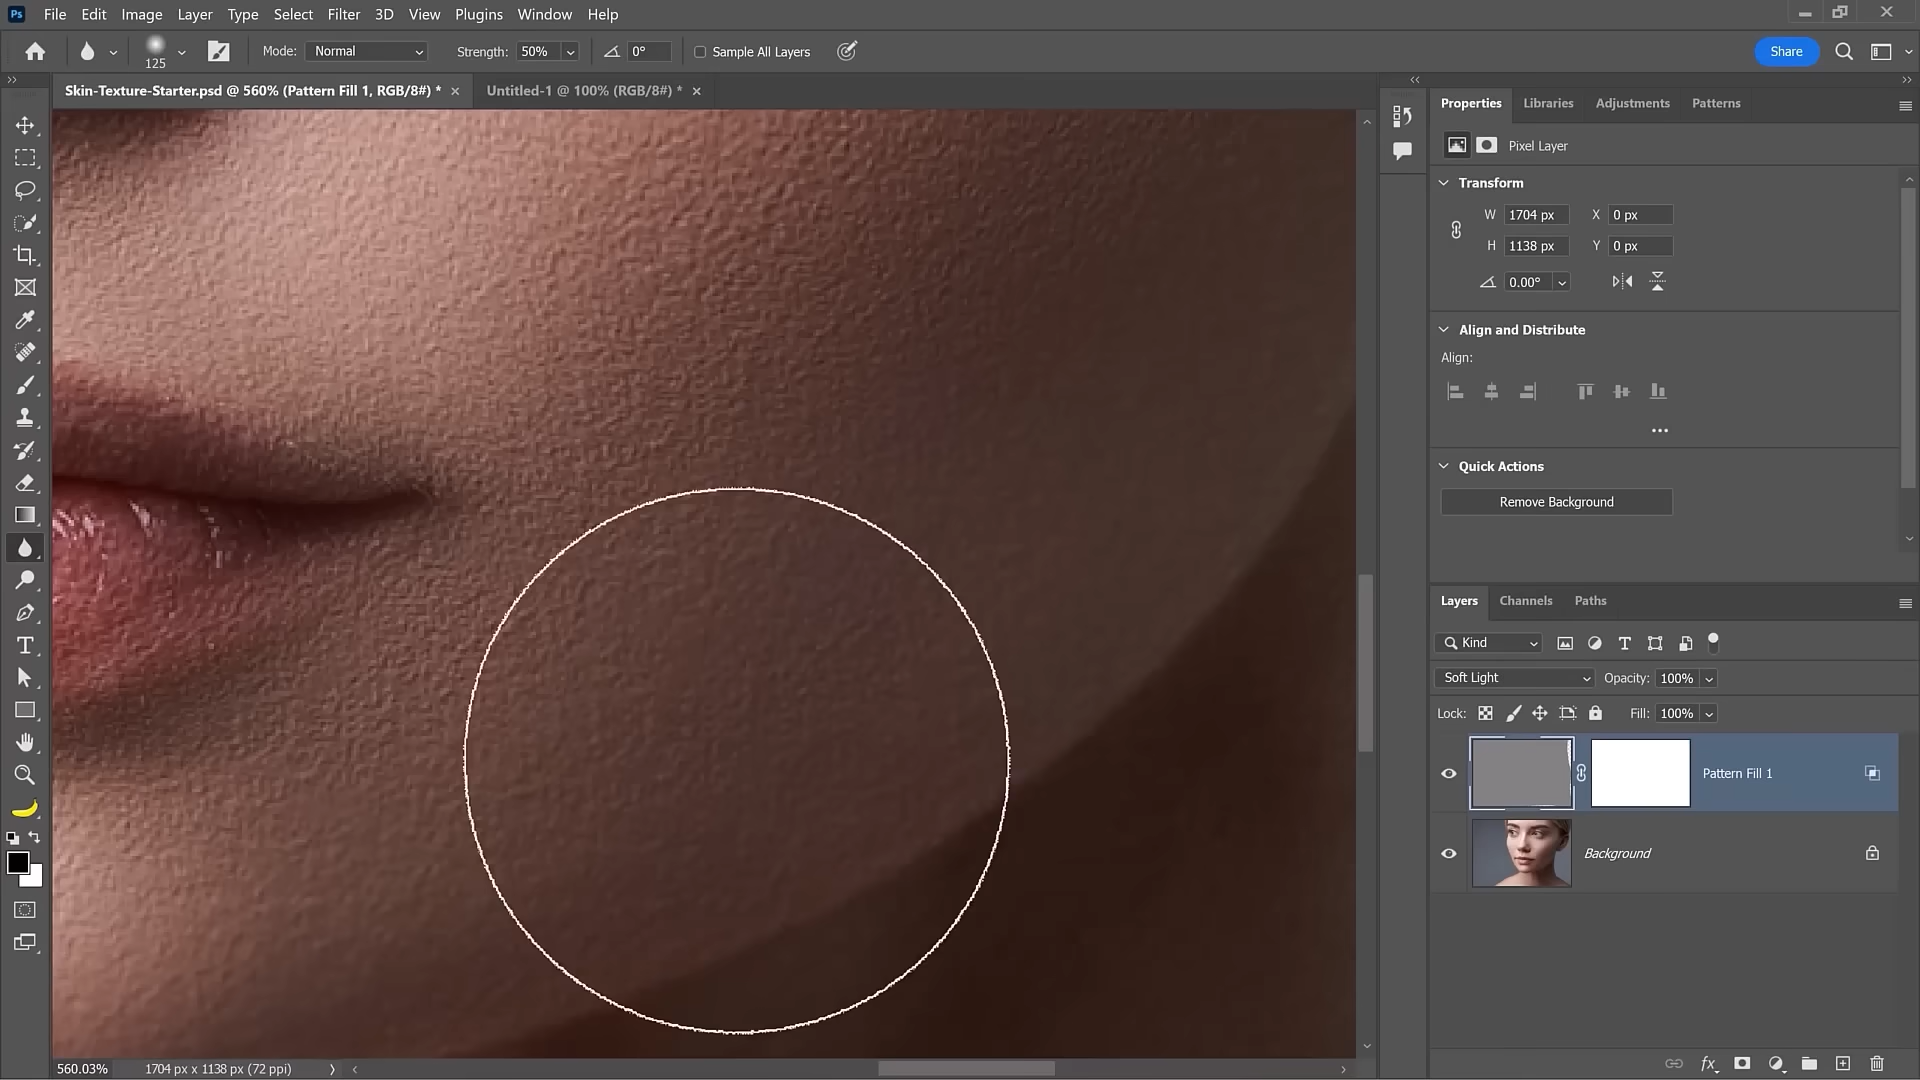 Ps File Edit Image Layer Type Select Filter 3D View Plugins Window Help
125 Mode: Normal Strength: 50% 0° Sample All Layers Share
Skin-Texture-Starter.psd @ 560% (Pattern Fill 1, RGB/8#) * Untitled-1 @ 100% (RGB/8#) *
Properties Libraries Adjustments Patterns
Pixel Layer
Transform
W 1704 px X 0 px
H 1138 px Y 0 px
0.00°
Align and Distribute
Align:
Quick Actions
Remove Background
Layers Channels Paths
Kind
Soft Light Opacity: 100%
Lock: Fill: 100%
Pattern Fill 1
Background
fx
560.03% 1704 px x 1138 px (72 ppi)